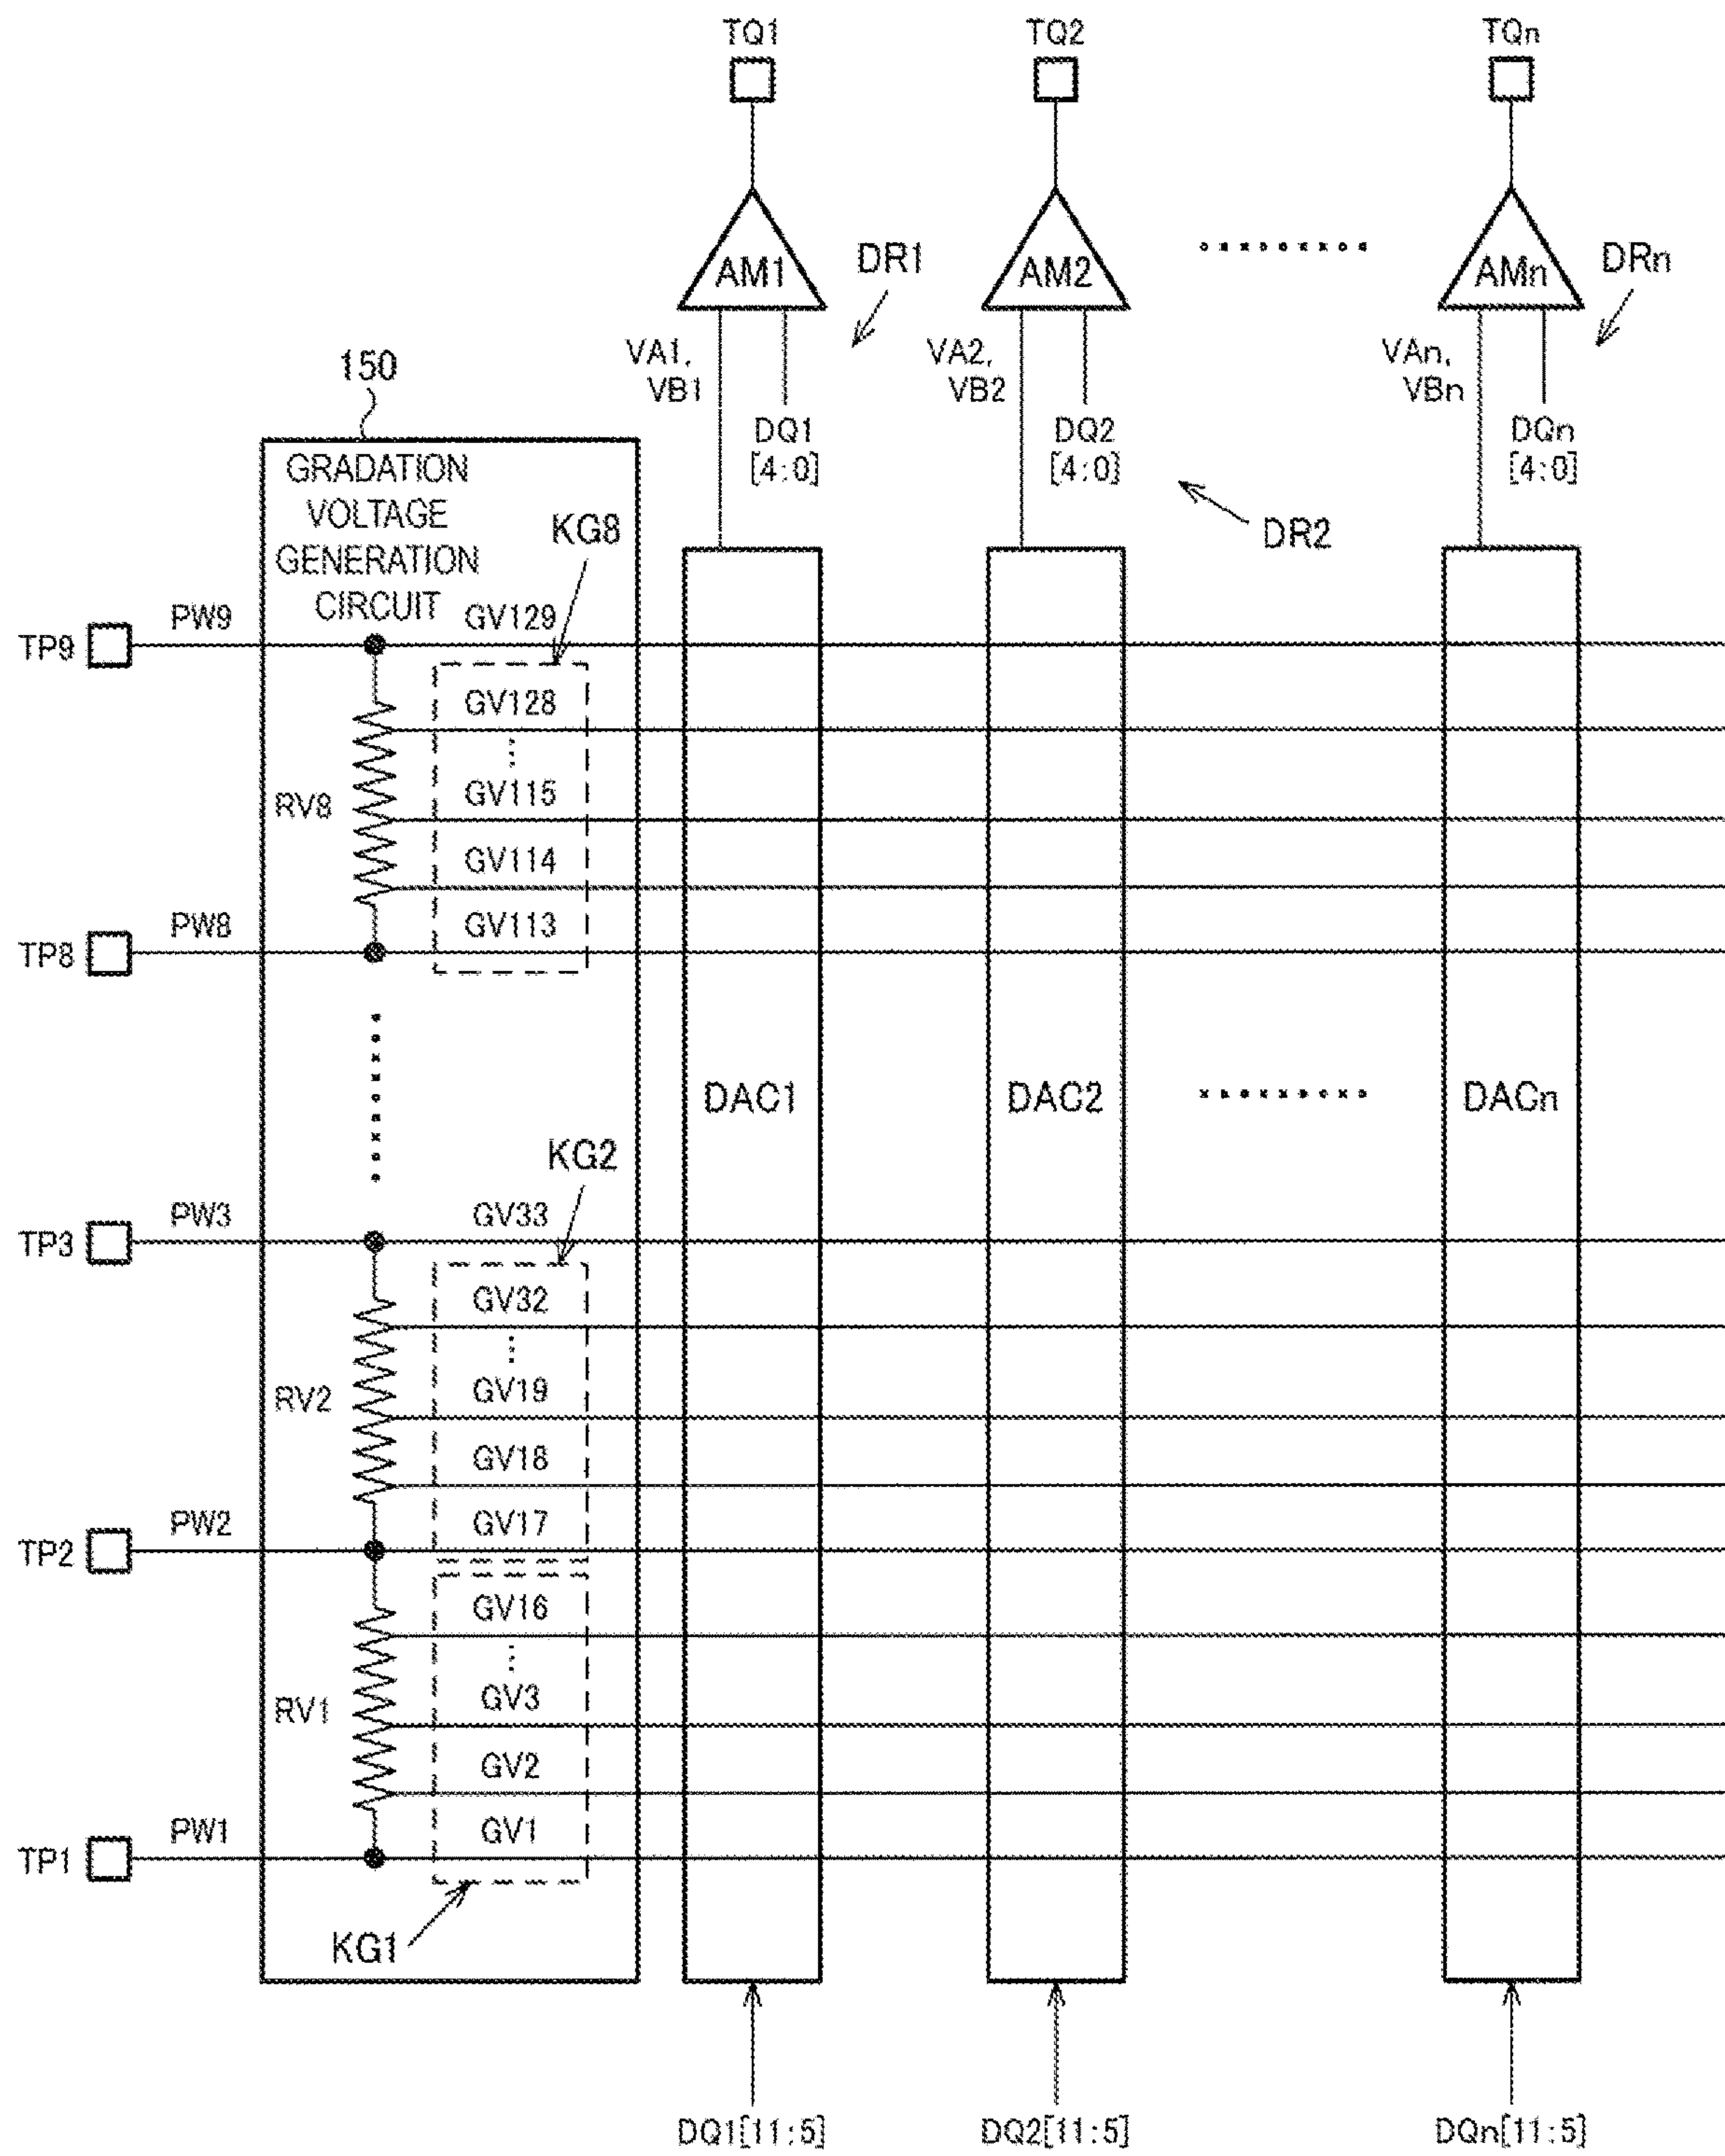 TQ1
TQ2
TQn
AM1
DR1
AM2
AMn
DRn
VA1,
VB1
VA2,
VB2
VAn,
VBn
150
DQ1
[4:0]
DQ2
[4:0]
DQn
[4:0]
GRADATION
VOLTAGE
GENERATION
CIRCUIT
KG8
DR2
TP9
PW9
GV129
GV128
RV8
GV115
GV114
TP8
PW8
GV113
DAC1
DAC2
DACn
KG2
TP3
PW3
GV33
GV32
RV2
GV19
GV18
TP2
PW2
GV17
GV16
RV1
GV3
GV2
TP1
PW1
GV1
KG1
DQ1[11:5]
DQ2[11:5]
DQn[11:5]